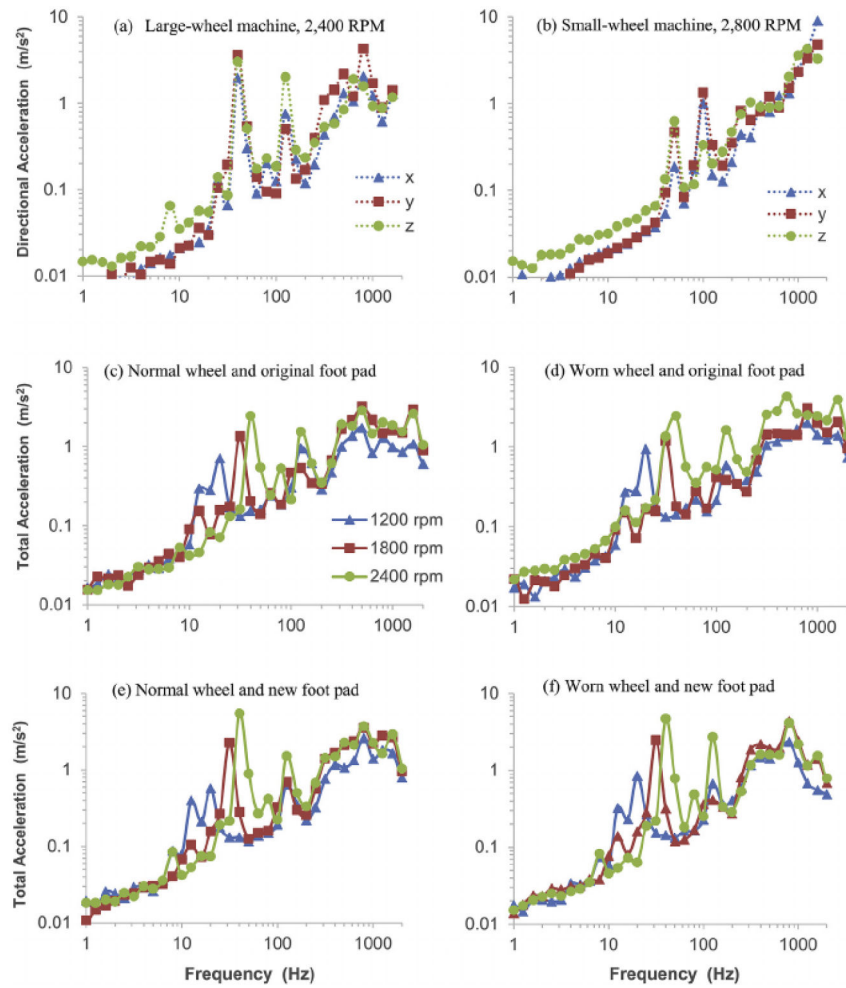 (a) Large-wheel machine, 2,400 RPM
Directional Acceleration (m/s²)
10
1
0.1
0.01
x
y
z
1 10 100 1000
(b) Small-wheel machine, 2,800 RPM
10
1
0.1
0.01
x
y
z
1 10 100 1000
(c) Normal wheel and original foot pad
Total Acceleration (m/s²)
10
1
0.1
0.01
1200 rpm
1800 rpm
2400 rpm
1 10 100 1000
(d) Worn wheel and original foot pad
Total Acceleration (m/s²)
10
1
0.1
0.01
1 10 100 1000
(e) Normal wheel and new foot pad
Total Acceleration (m/s²)
10
1
0.1
0.01
1 10 100 1000
Frequency (Hz)
(f) Worn wheel and new foot pad
Total Acceleration (m/s²)
10
1
0.1
0.01
1 10 100 1000
Frequency (Hz)